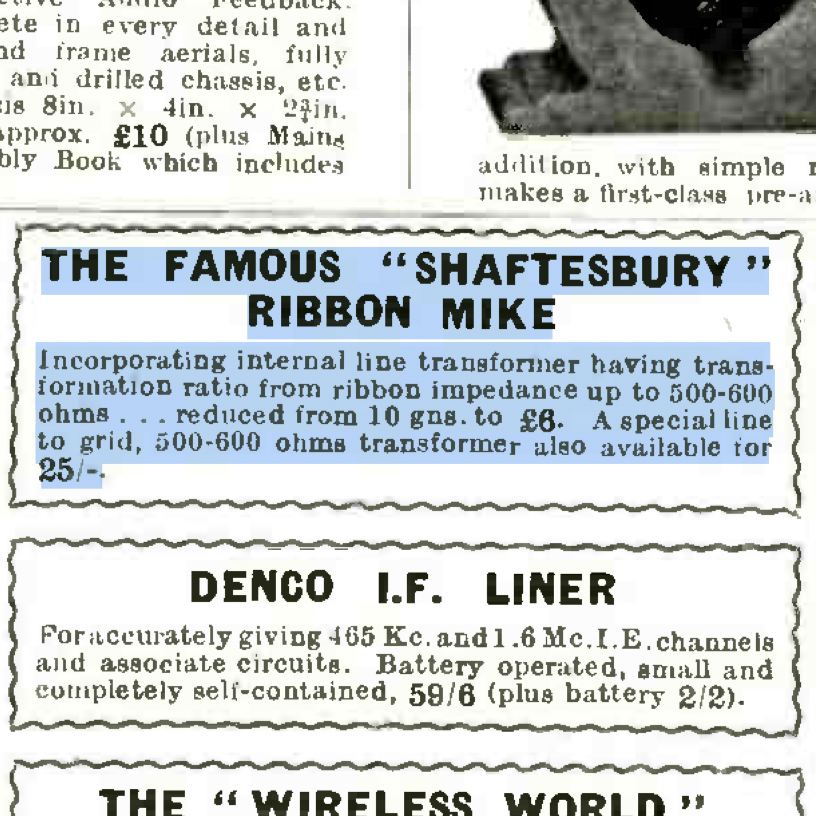 ete in every detail and
frame aerials, fully
and drilled chassis, etc.
8in. × 4in. × 2¾in.
approx. £10 (plus Mains
Book which includes
addition, with simple
makes a first-class pre-a
THE FAMOUS “SHAFTESBURY”
RIBBON MIKE
Incorporating internal line transformer having trans-
formation ratio from ribbon impedance up to 500-600
ohms . . . reduced from 10 gns. to £6. A special line
to grid, 500-600 ohms transformer also available for
25/-.
DENCO I.F. LINER
For accurately giving 465 Kc. and 1.6 Mc. I.E. channels
and associate circuits. Battery operated, small and
completely self-contained, 59/6 (plus battery 2/2).
THE “WIRELESS WORLD”